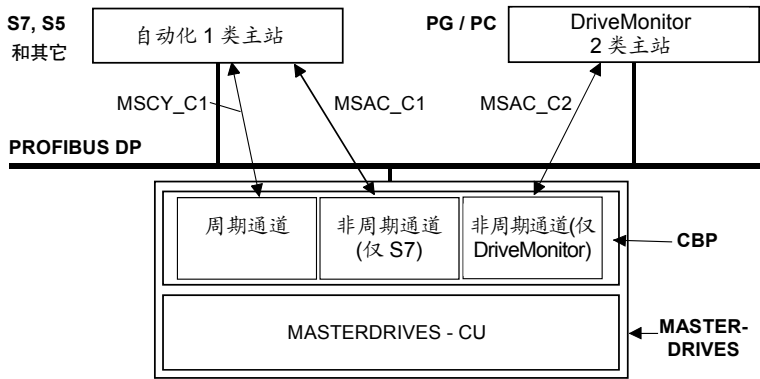 S7, S5
和其它
自动化 1 类主站
PG / PC
DriveMonitor
2 类主站
MSCY_C1
MSAC_C1
MSAC_C2
PROFIBUS DP
周期通道
非周期通道
(仅 S7)
非周期通道(仅
DriveMonitor)
CBP
MASTERDRIVES - CU
MASTER-
DRIVES